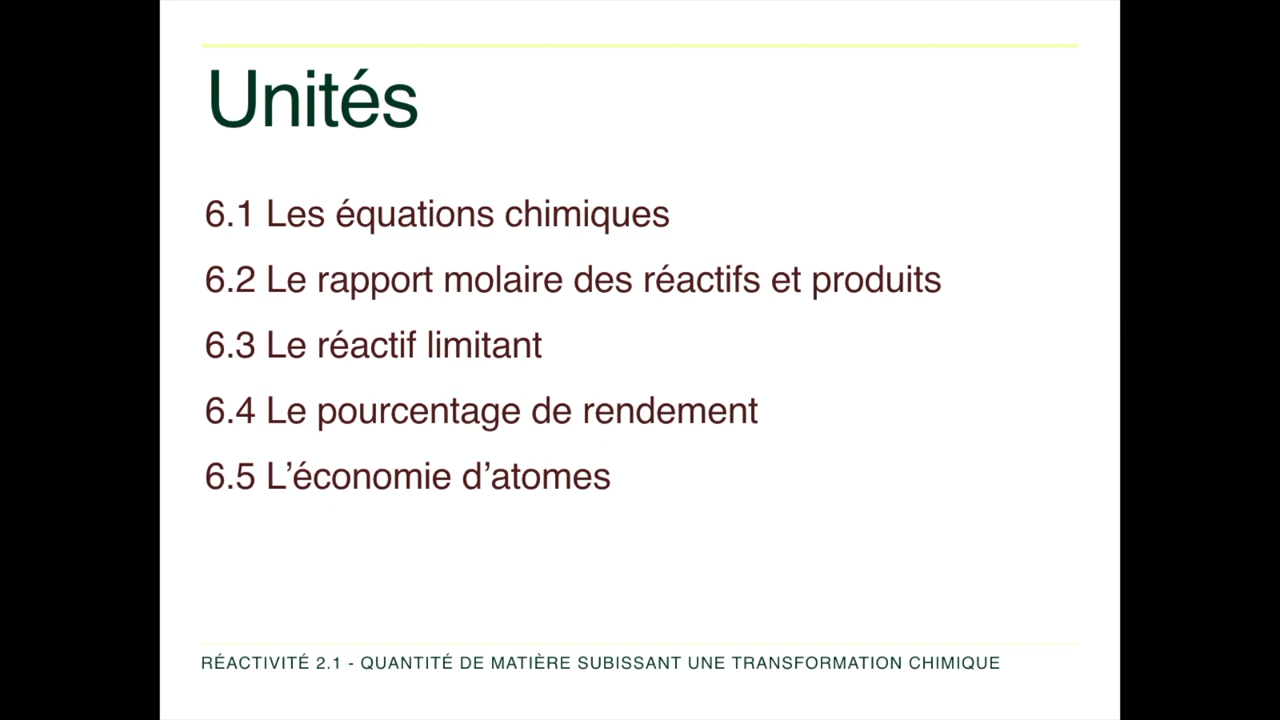 Unités
6.1 Les équations chimiques
6.2 Le rapport molaire des réactifs et produits
6.3 Le réactif limitant
6.4 Le pourcentage de rendement
6.5 L’économie d’atomes
RÉACTIVITÉ 2.1 - QUANTITÉ DE MATIÈRE SUBISSANT UNE TRANSFORMATION CHIMIQUE